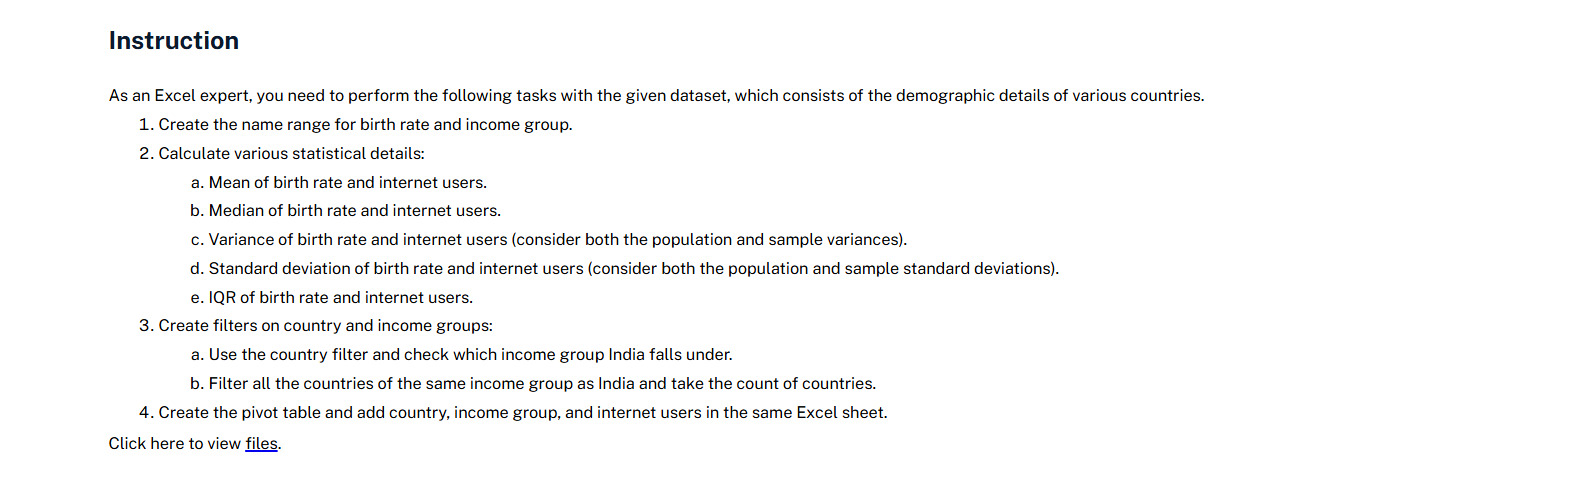 Instruction
As an Excel expert, you need to perform the following tasks with the given dataset, which consists of the demographic details of various countries.
1. Create the name range for birth rate and income group.
2. Calculate various statistical details:
a. Mean of birth rate and internet users.
b. Median of birth rate and internet users.
c. Variance of birth rate and internet users (consider both the population and sample variances).
d. Standard deviation of birth rate and internet users (consider both the population and sample standard deviations).
e. IQR of birth rate and internet users.
3. Create filters on country and income groups:
a. Use the country filter and check which income group India falls under.
b. Filter all the countries of the same income group as India and take the count of countries.
4. Create the pivot table and add country, income group, and internet users in the same Excel sheet.
Click here to view files.